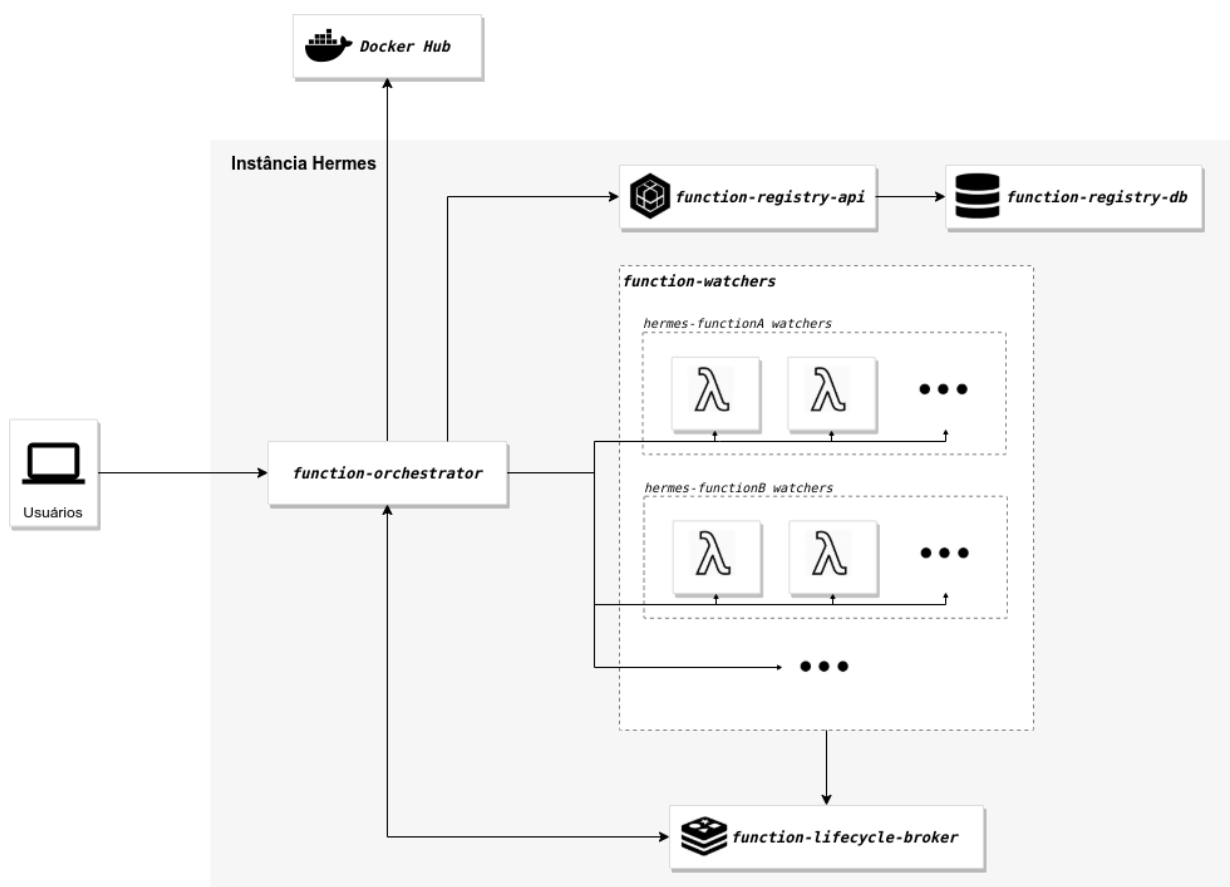 Docker Hub
Instância Hermes
function-registry-api
function-registry-db
function-watchers
hermes-functionA watchers
Usuários
function-orchestrator
hermes-functionB watchers
function-lifecycle-broker